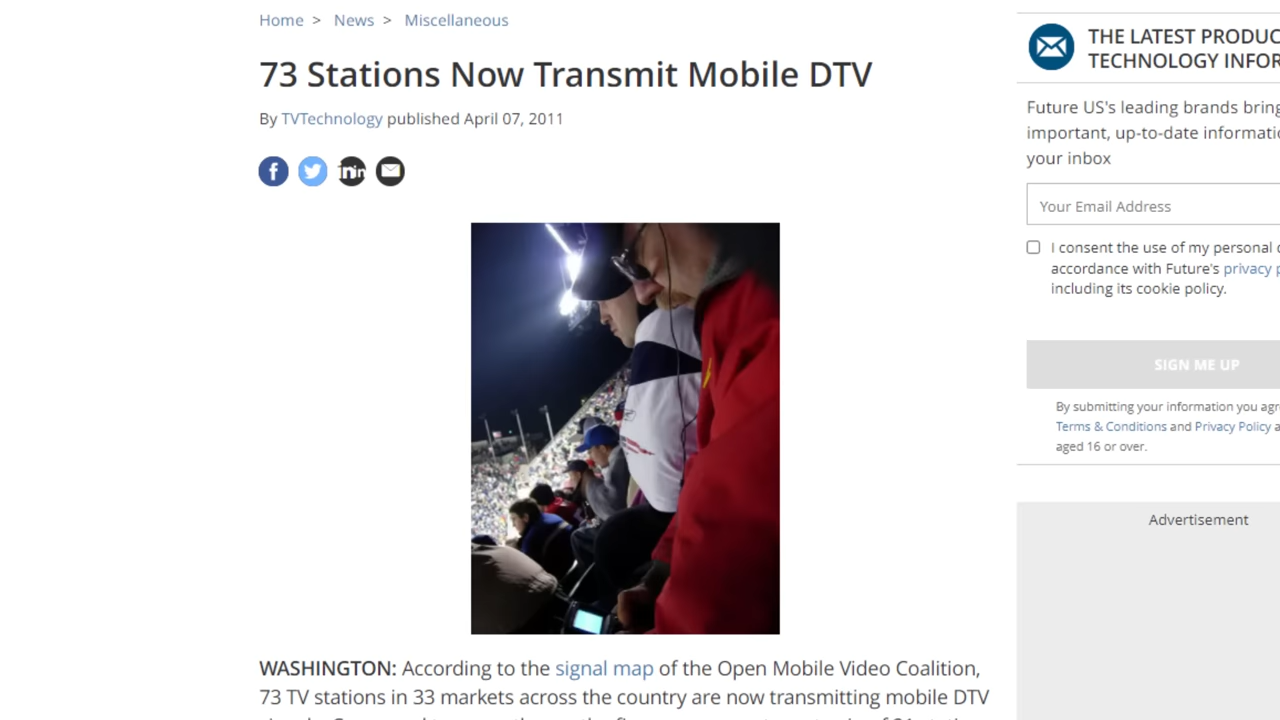 Home > News > Miscellaneous
73 Stations Now Transmit Mobile DTV
By TVTechnology published April 07, 2011
WASHINGTON: According to the signal map of the Open Mobile Video Coalition,
73 TV stations in 33 markets across the country are now transmitting mobile DTV
THE LATEST PRODUC
TECHNOLOGY INFOR
Future US's leading brands bring
important, up-to-date informati
your inbox
Your Email Address
I consent the use of my personal
accordance with Future's privacy p
including its cookie policy.
SIGN ME UP
By submitting your information you agr
Terms & Conditions and Privacy Policy a
aged 16 or over.
Advertisement